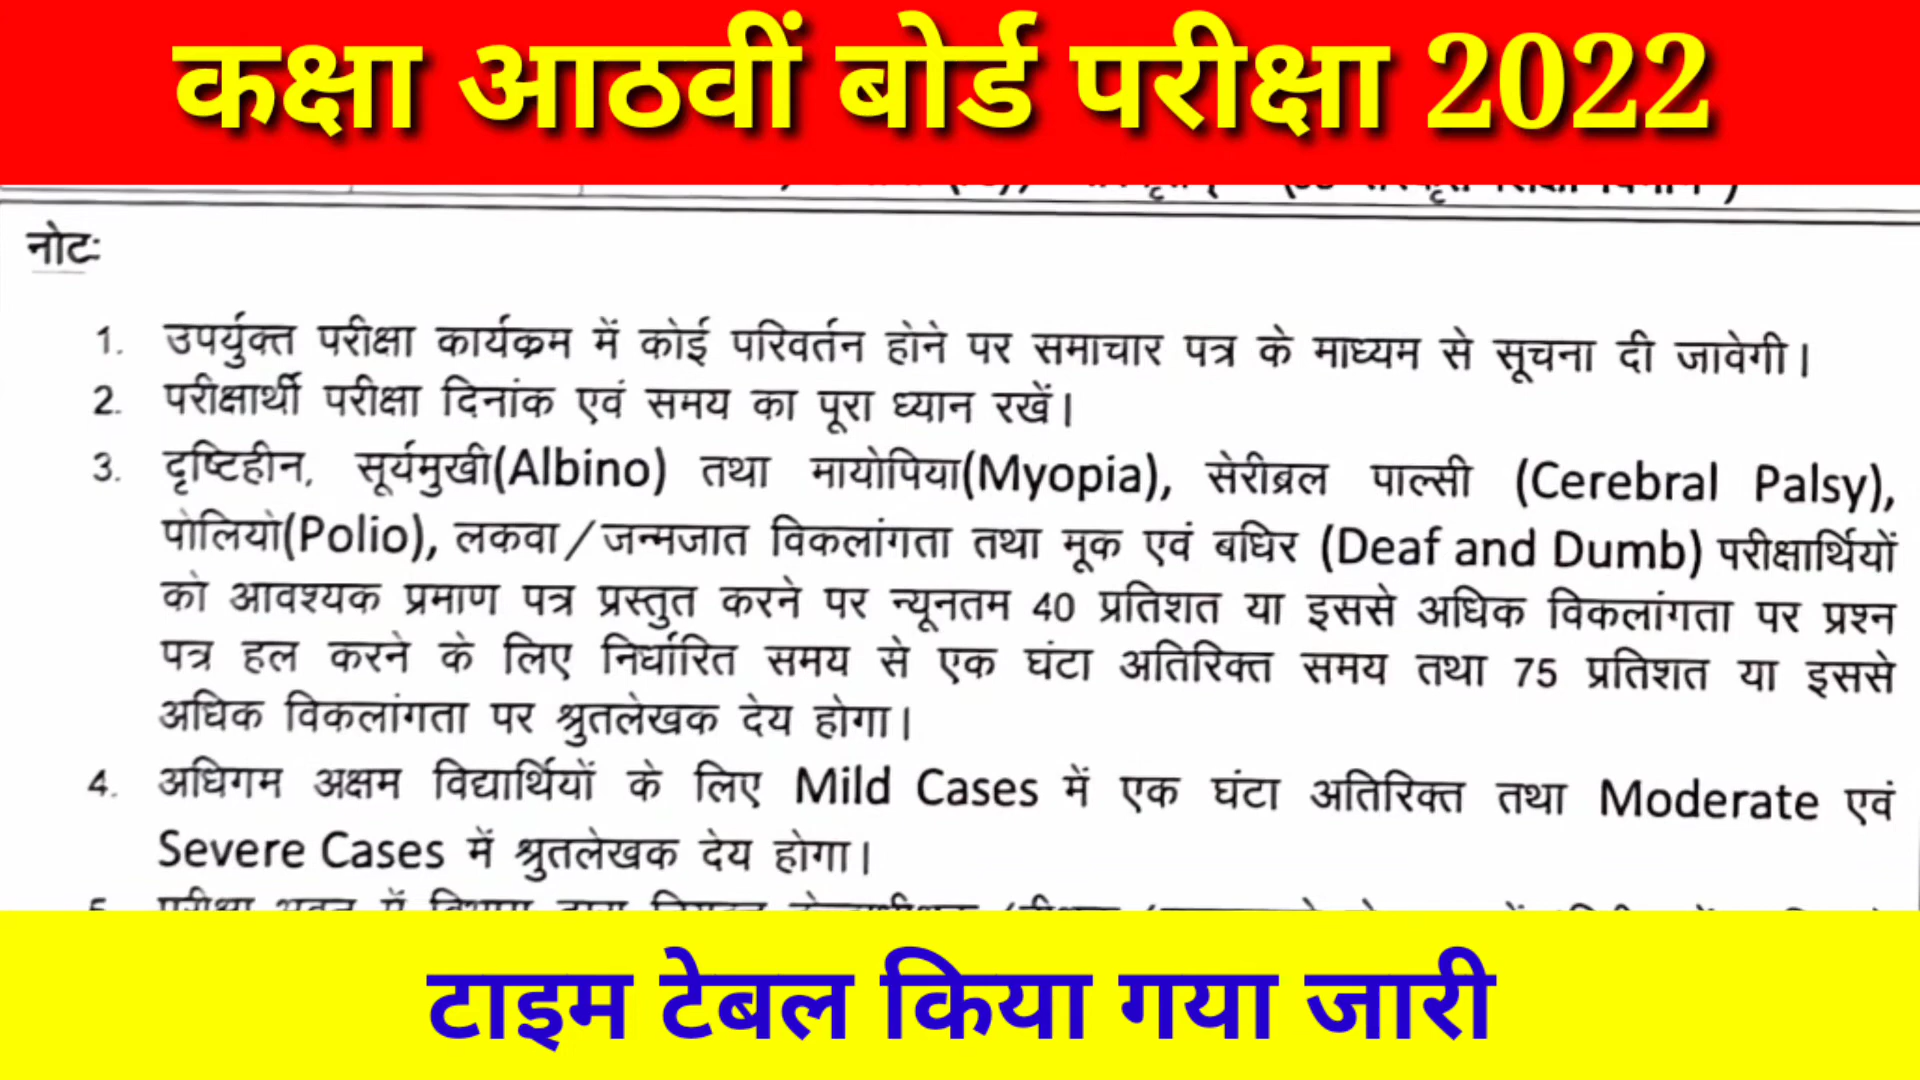 कक्षा आठवीं बोर्ड परीक्षा 2022
नोटः
1. उपर्युक्त परीक्षा कार्यक्रम में कोई परिवर्तन होने पर समाचार पत्र के माध्यम से सूचना दी जावेगी।
2. परीक्षार्थी परीक्षा दिनांक एवं समय का पूरा ध्यान रखें।
3. दृष्टिहीन, सूर्यमुखी(Albino) तथा मायोपिया(Myopia), सेरीब्रल पाल्सी (Cerebral Palsy),
पोलियो(Polio), लकवा/जन्मजात विकलांगता तथा मूक एवं बधिर (Deaf and Dumb) परीक्षार्थियों
को आवश्यक प्रमाण पत्र प्रस्तुत करने पर न्यूनतम 40 प्रतिशत या इससे अधिक विकलांगता पर प्रश्न
पत्र हल करने के लिए निर्धारित समय से एक घंटा अतिरिक्त समय तथा 75 प्रतिशत या इससे
अधिक विकलांगता पर श्रुतलेखक देय होगा।
4. अधिगम अक्षम विद्यार्थियों के लिए Mild Cases में एक घंटा अतिरिक्त तथा Moderate एवं
Severe Cases में श्रुतलेखक देय होगा।
टाइम टेबल किया गया जारी